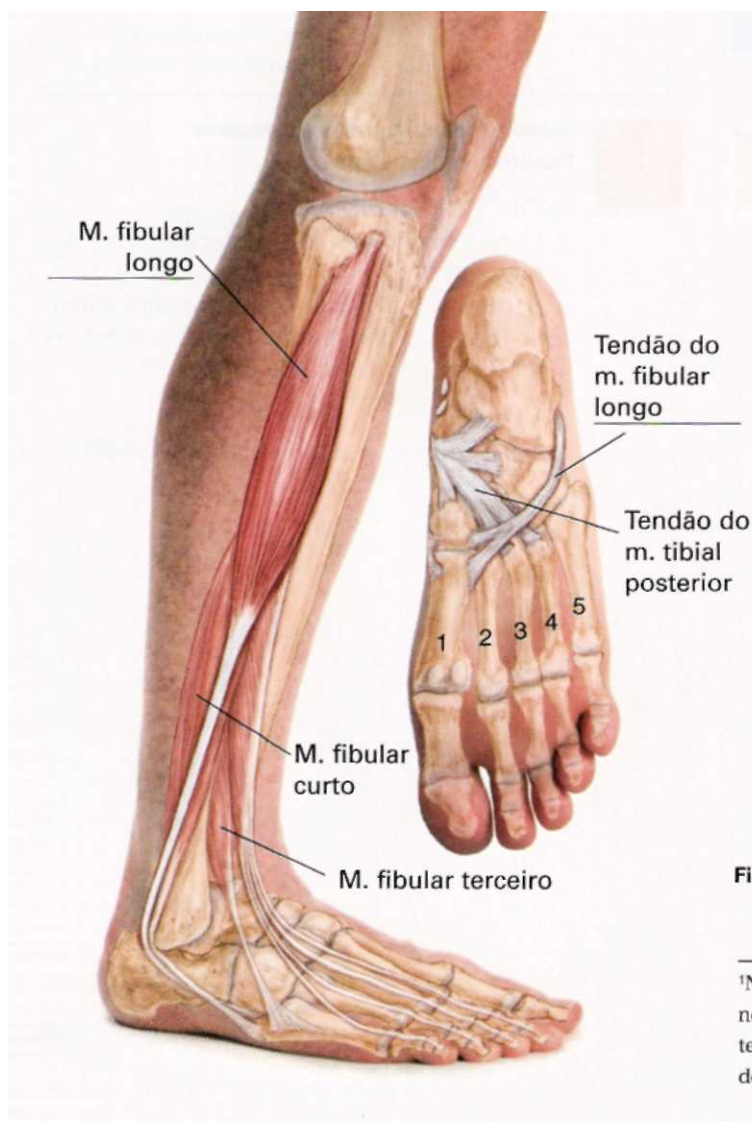 M. fibular
longo
Tendão do
m. fibular
longo
Tendão do
m. tibial
posterior
1 2 3 4 5
M. fibular
curto
M. fibular terceiro
Fi